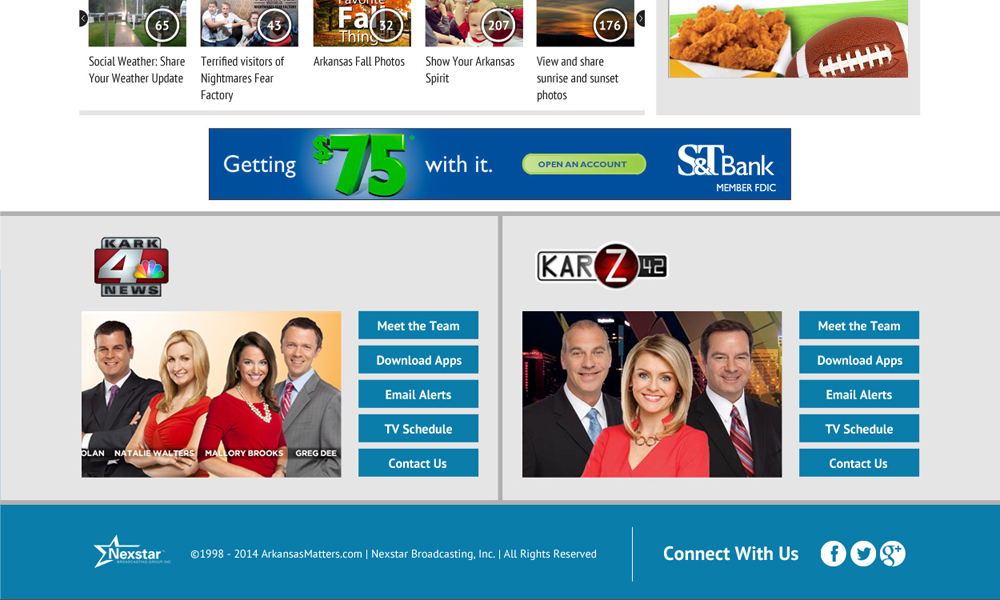 65
43
Favorite
Fall
Things
32
207
176
Social Weather: Share
Your Weather Update
Terrified visitors of
Nightmares Fear
Factory
Arkansas Fall Photos
Show Your Arkansas
Spirit
View and share
sunrise and sunset
photos
Getting $75 with it.
OPEN AN ACCOUNT
S&T Bank
MEMBER FDIC
KARK
4
NEWS
KARZ 42
Meet the Team
Download Apps
Email Alerts
TV Schedule
Contact Us
OLAN NATALIE WALTERS MALLORY BROOKS GREG DEE
Meet the Team
Download Apps
Email Alerts
TV Schedule
Contact Us
Nexstar
BROADCASTING GROUP, INC.
©1998 - 2014 ArkansasMatters.com | Nexstar Broadcasting, Inc. | All Rights Reserved
Connect With Us